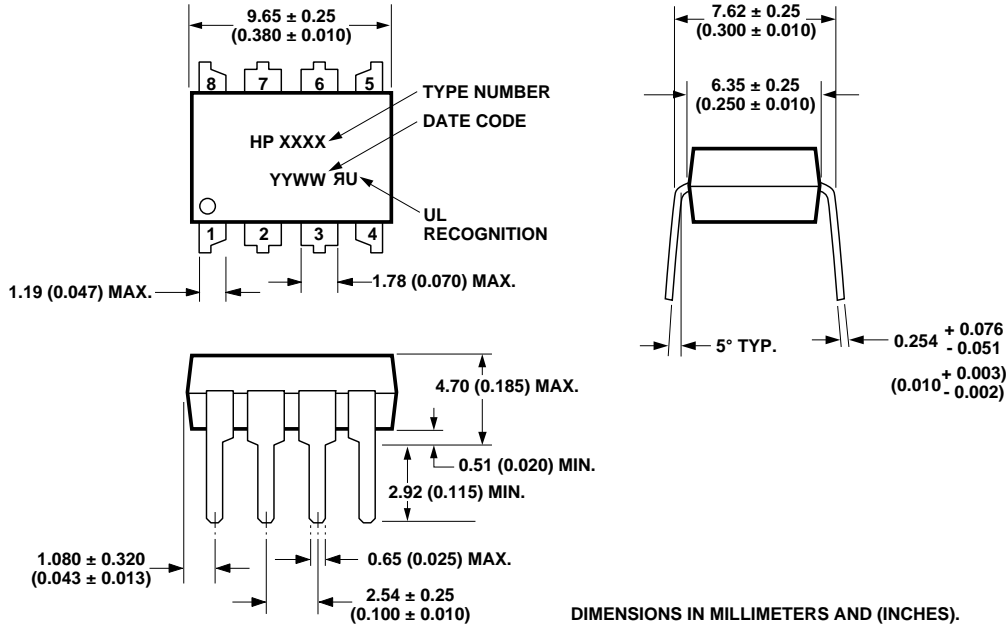 9.65 ± 0.25
(0.380 ± 0.010)
8 7 6 5
TYPE NUMBER
HP XXXX
DATE CODE
YYWW ЯU
UL
RECOGNITION
1 2 3 4
1.19 (0.047) MAX.
1.78 (0.070) MAX.
7.62 ± 0.25
(0.300 ± 0.010)
6.35 ± 0.25
(0.250 ± 0.010)
5° TYP.
0.254 + 0.076
- 0.051
(0.010 + 0.003)
- 0.002)
4.70 (0.185) MAX.
0.51 (0.020) MIN.
2.92 (0.115) MIN.
1.080 ± 0.320
(0.043 ± 0.013)
0.65 (0.025) MAX.
2.54 ± 0.25
(0.100 ± 0.010)
DIMENSIONS IN MILLIMETERS AND (INCHES).